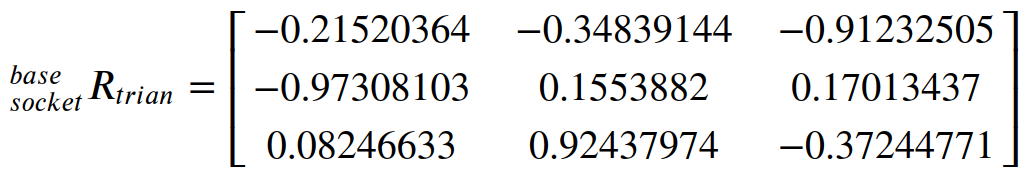 −0.21520364 −0.34839144 −0.91232505
base socket R trian = −0.97308103 0.1553882 0.17013437
0.08246633 0.92437974 −0.37244771